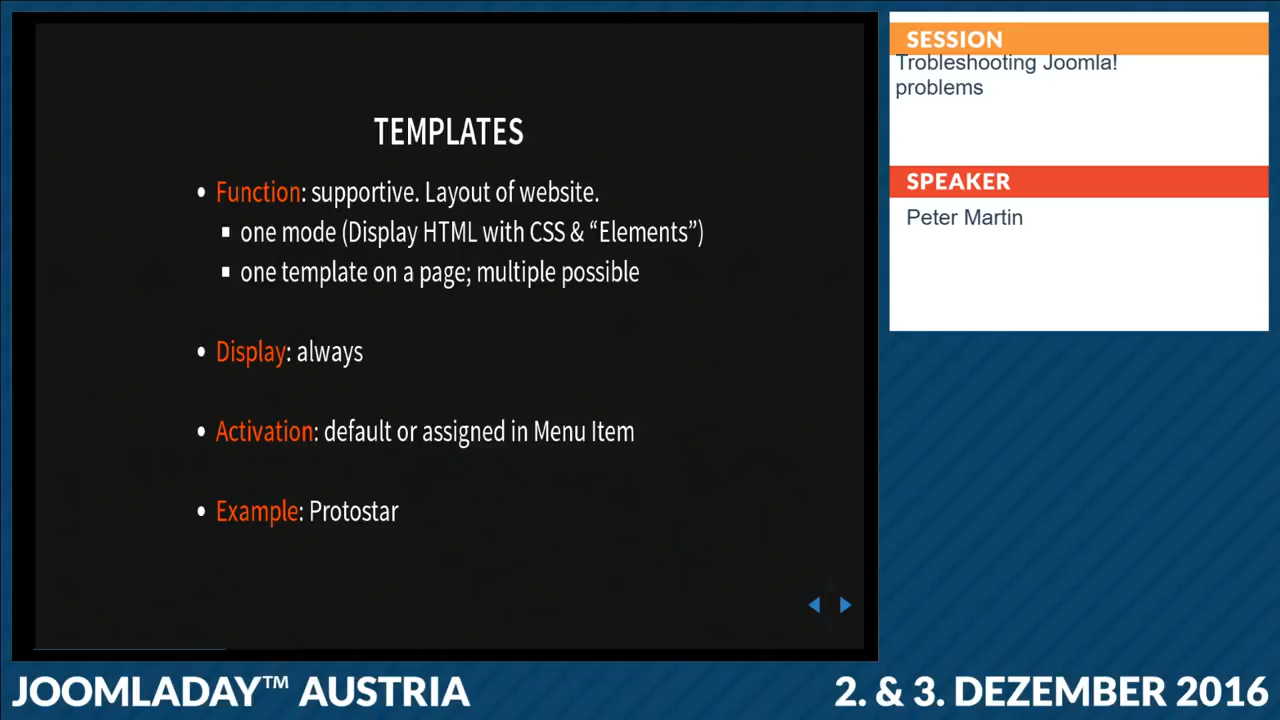 TEMPLATES
• Function: supportive. Layout of website.
▪ one mode (Display HTML with CSS & “Elements”)
▪ one template on a page; multiple possible
• Display: always
• Activation: default or assigned in Menu Item
• Example: Protostar
SESSION
Trobleshooting Joomla!
problems
SPEAKER
Peter Martin
JOOMLADAY™ AUSTRIA
2. & 3. DEZEMBER 2016